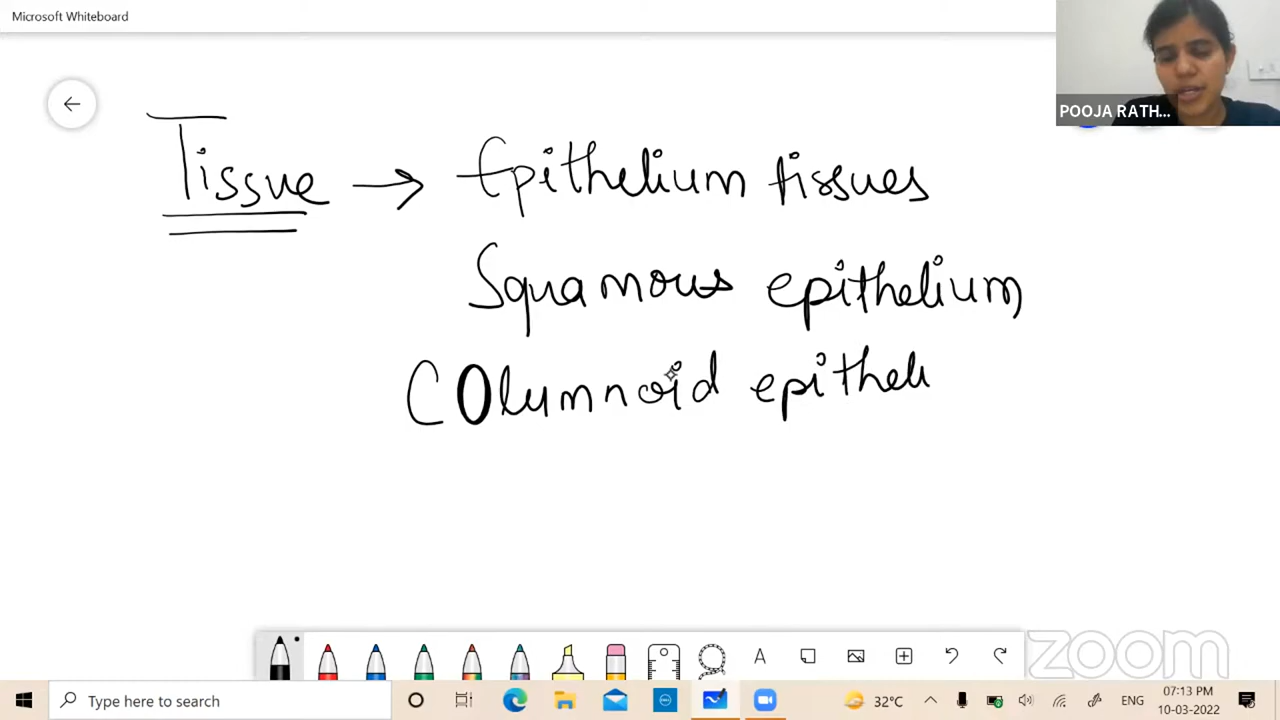 Microsoft Whiteboard
POOJA RATH...
Tissue → Epithelium tissues
Squamous epithelium
COlumnoid epitheli
zoom
Type here to search
32°C
ENG
07:13 PM
10-03-2022